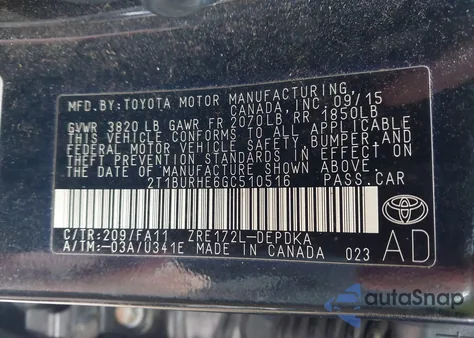 MFD. BY: TOYOTA MOTOR MANUFACTURING,
CANADA, INC. 09/15
GVWR 3820 LB GAWR FR 2070LB RR 1850LB
THIS VEHICLE CONFORMS TO ALL APPLICABLE
FEDERAL MOTOR VEHICLE SAFETY, BUMPER, AND
THEFT PREVENTION STANDARDS IN EFFECT ON
THE DATE OF MANUFACTURE SHOWN ABOVE.
2T1BURHE6GC510516 PASS. CAR
C/TR: 209/FA11 ZRE172L-DEPDKA
A/TM: -03A/U341E MADE IN CANADA 023
AD
autoSnap